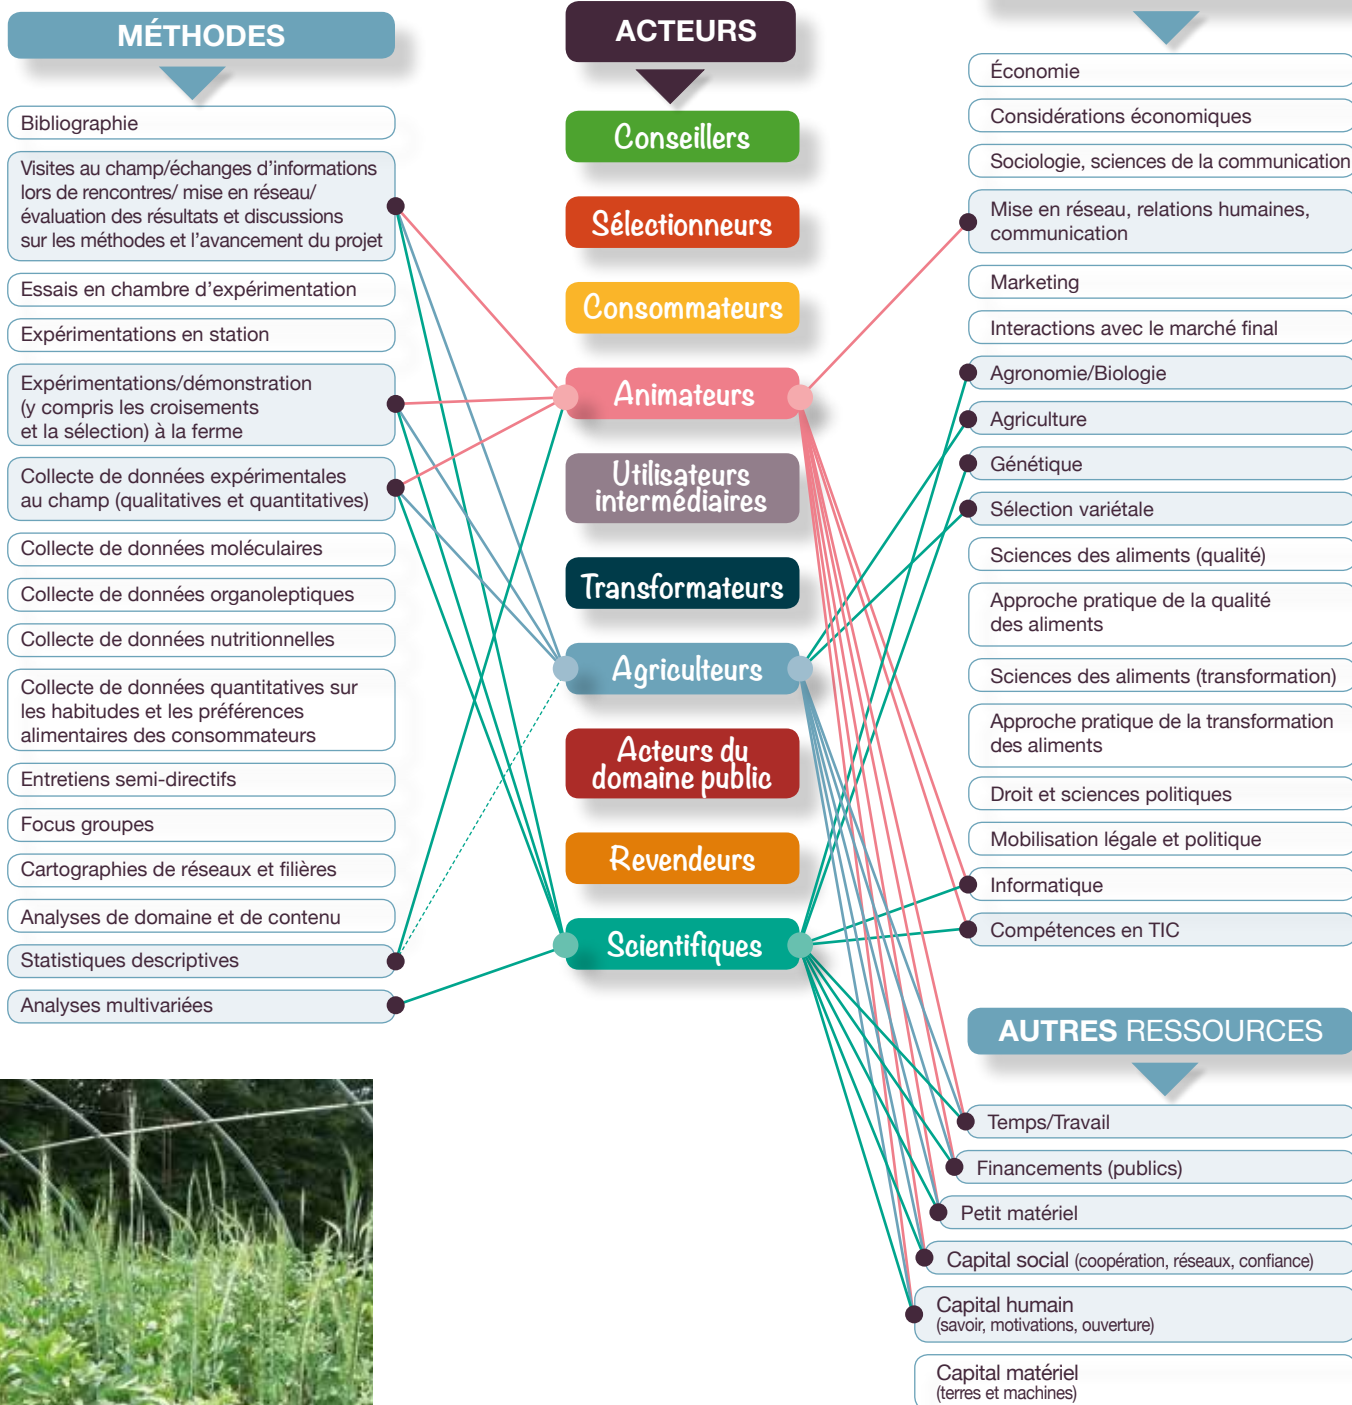 MÉTHODES
Bibliographie
Visites au champ/échanges d'informations
lors de rencontres/ mise en réseau/
évaluation des résultats et discussions
sur les méthodes et l'avancement du projet
Essais en chambre d'expérimentation
Expérimentations en station
Expérimentations/démonstration
(y compris les croisements
et la sélection) à la ferme
Collecte de données expérimentales
au champ (qualitatives et quantitatives)
Collecte de données moléculaires
Collecte de données organoleptiques
Collecte de données nutritionnelles
Collecte de données quantitatives sur
les habitudes et les préférences
alimentaires des consommateurs
Entretiens semi-directifs
Focus groupes
Cartographies de réseaux et filières
Analyses de domaine et de contenu
Statistiques descriptives
Analyses multivariées
ACTEURS
Conseillers
Sélectionneurs
Consommateurs
Animateurs
Utilisateurs
intermédiaires
Transformateurs
Agriculteurs
Acteurs du
domaine public
Revendeurs
Scientifiques
Économie
Considérations économiques
Sociologie, sciences de la communication
Mise en réseau, relations humaines,
communication
Marketing
Interactions avec le marché final
Agronomie/Biologie
Agriculture
Génétique
Sélection variétale
Sciences des aliments (qualité)
Approche pratique de la qualité
des aliments
Sciences des aliments (transformation)
Approche pratique de la transformation
des aliments
Droit et sciences politiques
Mobilisation légale et politique
Informatique
Compétences en TIC
AUTRES RESSOURCES
Temps/Travail
Financements (publics)
Petit matériel
Capital social (coopération, réseaux, confiance)
Capital humain
(savoir, motivations, ouverture)
Capital matériel
(terres et machines)